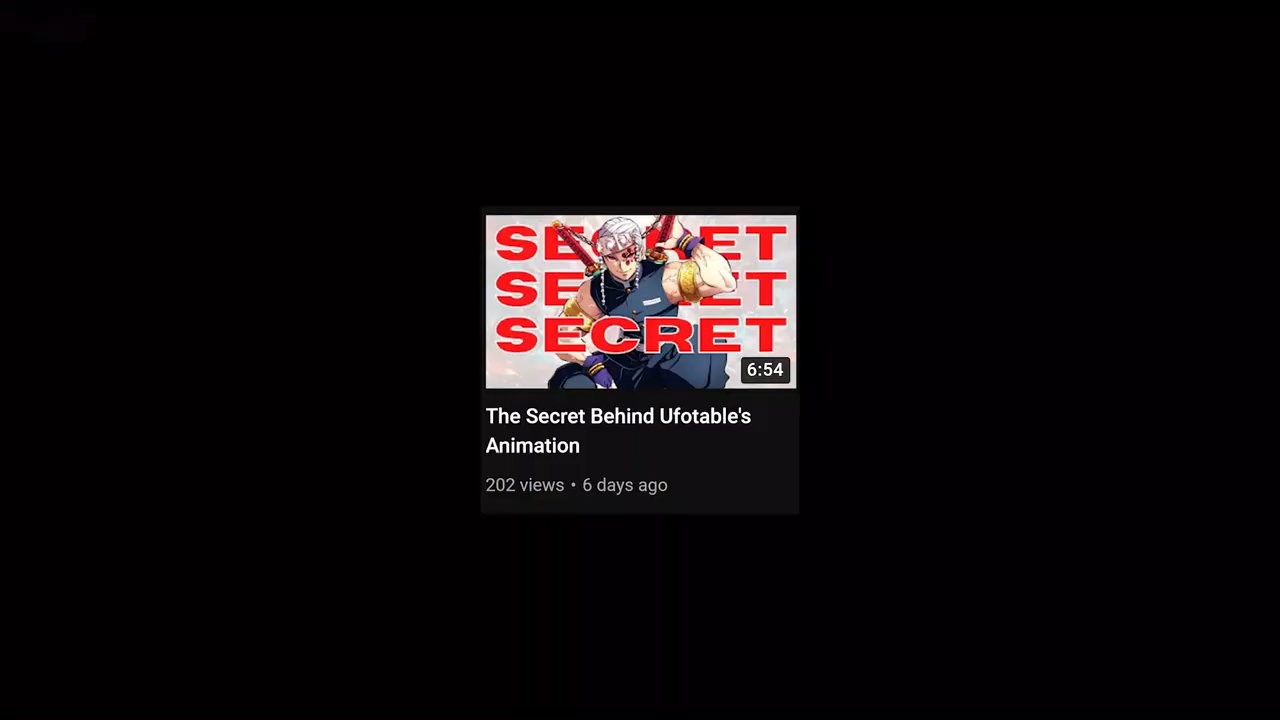 SECRET
SECRET
SECRET
6:54
The Secret Behind Ufotable's
Animation
202 views • 6 days ago